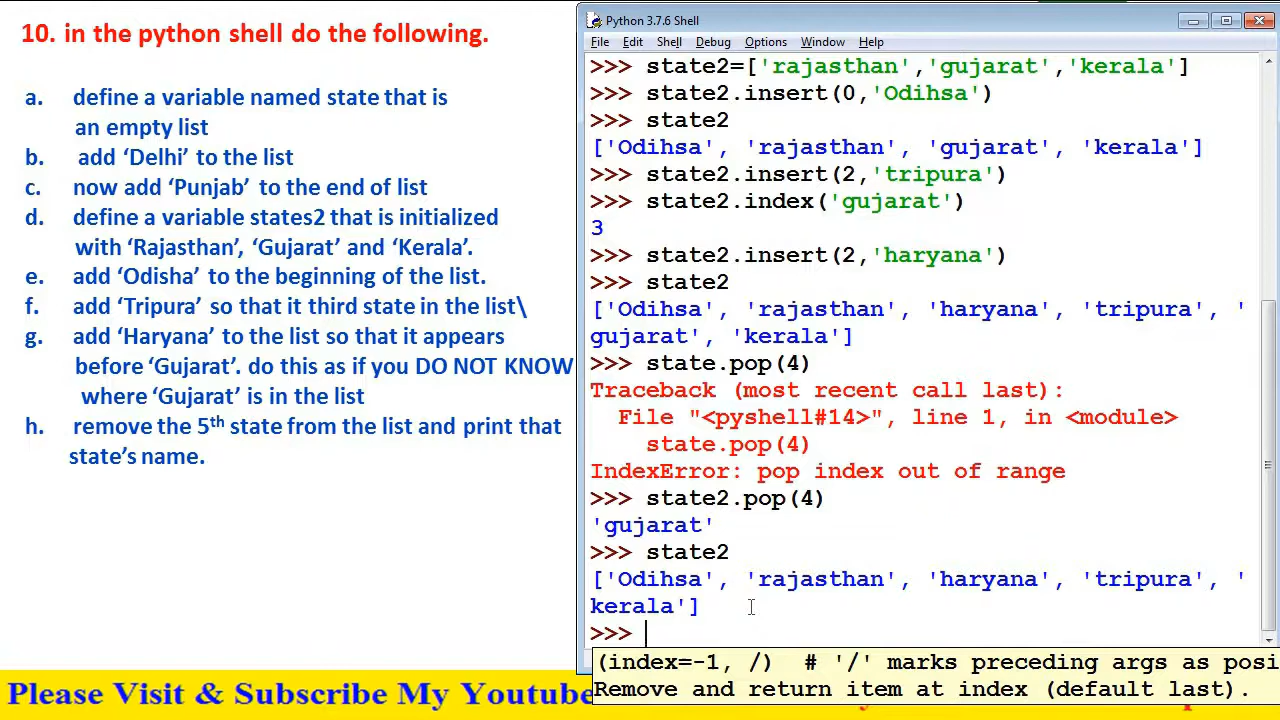 10. in the python shell do the following.
a. define a variable named state that is
an empty list
b. add ‘Delhi’ to the list
c. now add ‘Punjab’ to the end of list
d. define a variable states2 that is initialized
with ‘Rajasthan’, ‘Gujarat’ and ‘Kerala’.
e. add ‘Odisha’ to the beginning of the list.
f. add ‘Tripura’ so that it third state in the list\
g. add ‘Haryana’ to the list so that it appears
before ‘Gujarat’. do this as if you DO NOT KNOW
where ‘Gujarat’ is in the list
h. remove the 5th state from the list and print that
state’s name.
Python 3.7.6 Shell
File Edit Shell Debug Options Window Help
>>> state2=['rajasthan','gujarat','kerala']
>>> state2.insert(0,'Odihsa')
>>> state2
['Odihsa', 'rajasthan', 'gujarat', 'kerala']
>>> state2.insert(2,'tripura')
>>> state2.index('gujarat')
3
>>> state2.insert(2,'haryana')
>>> state2
['Odihsa', 'rajasthan', 'haryana', 'tripura', '
gujarat', 'kerala']
>>> state.pop(4)
Traceback (most recent call last):
File "<pyshell#14>", line 1, in <module>
state.pop(4)
IndexError: pop index out of range
>>> state2.pop(4)
'gujarat'
>>> state2
['Odihsa', 'rajasthan', 'haryana', 'tripura', '
kerala']
>>>
(index=-1, /) # '/' marks preceding args as posi
Remove and return item at index (default last).
Please Visit & Subscribe My Youtube